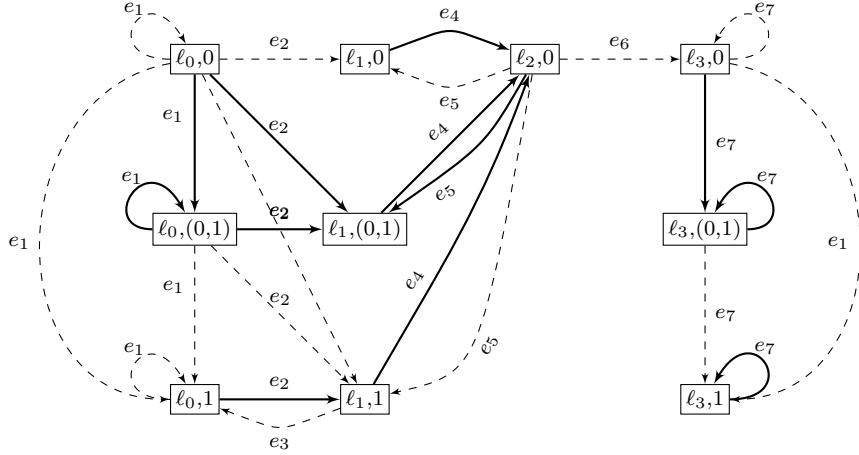 e₁ e₄ e₇
ℓ₀,0 e₂ ℓ₁,0 ℓ₂,0 e₆ ℓ₃,0
e₅
e₁ e₂ e₄ e₇
e₅
e₁ e₇
ℓ₀,(0,1) e₂ ℓ₁,(0,1) ℓ₃,(0,1)
e₁ e₁
e₁ e₂ e₄ e₇
e₅
e₁ e₂ e₇
ℓ₀,1 ℓ₁,1 ℓ₃,1
e₃